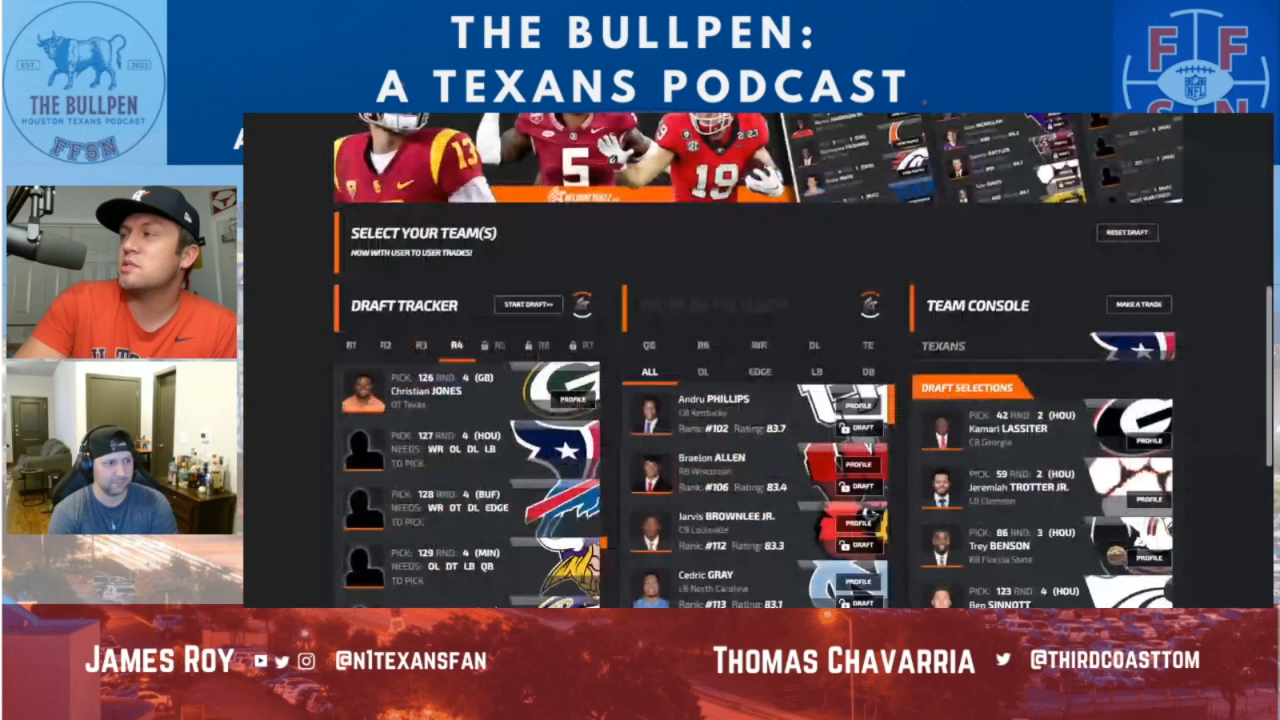 THE BULLPEN:
A TEXANS PODCAST
EST.
2023
THE BULLPEN
HOUSTON TEXANS PODCAST
FFSN
F F
NFL
A
13
5
19
SELECT YOUR TEAM(S)
NOW WITH USER TO USER TRADES!
RESET DRAFT
DRAFT TRACKER
START DRAFT>>
TEAM CONSOLE
MAKE A TRADE
R1 R2 R3 R4 R5 R6 R7
QB RB WR DL TE
ALL OL EDGE LB DB
TEXANS
DRAFT SELECTIONS
PICK: 126 RND: 4 (GB)
Christian JONES
OT Texas
PROFILE
PICK: 127 RND: 4 (HOU)
NEEDS: WR OL DL LB
TO PICK
PICK: 128 RND: 4 (BUF)
NEEDS: WR OT DL EDGE
TO PICK
PICK: 129 RND: 4 (MIN)
NEEDS: OL DT LB QB
TO PICK
Andru PHILLIPS
CB Kentucky
Rank: #102 Rating: 83.7
PROFILE
DRAFT
Braelon ALLEN
RB Wisconsin
Rank: #106 Rating: 83.4
PROFILE
DRAFT
Jarvis BROWNLEE JR.
CB Louisville
Rank: #112 Rating: 83.3
PROFILE
DRAFT
Cedric GRAY
LB North Carolina
Rank: #113 Rating: 83.1
PROFILE
DRAFT
PICK: 42 RND: 2 (HOU)
Kamari LASSITER
CB Georgia
PROFILE
PICK: 59 RND: 2 (HOU)
Jeremiah TROTTER JR.
LB Clemson
PROFILE
PICK: 86 RND: 3 (HOU)
Trey BENSON
RB Florida State
PROFILE
PICK: 123 RND: 4 (HOU)
Ben SINNOTT
JAMES ROY @N1TEXANSFAN
THOMAS CHAVARRIA @THIRDCOASTTOM